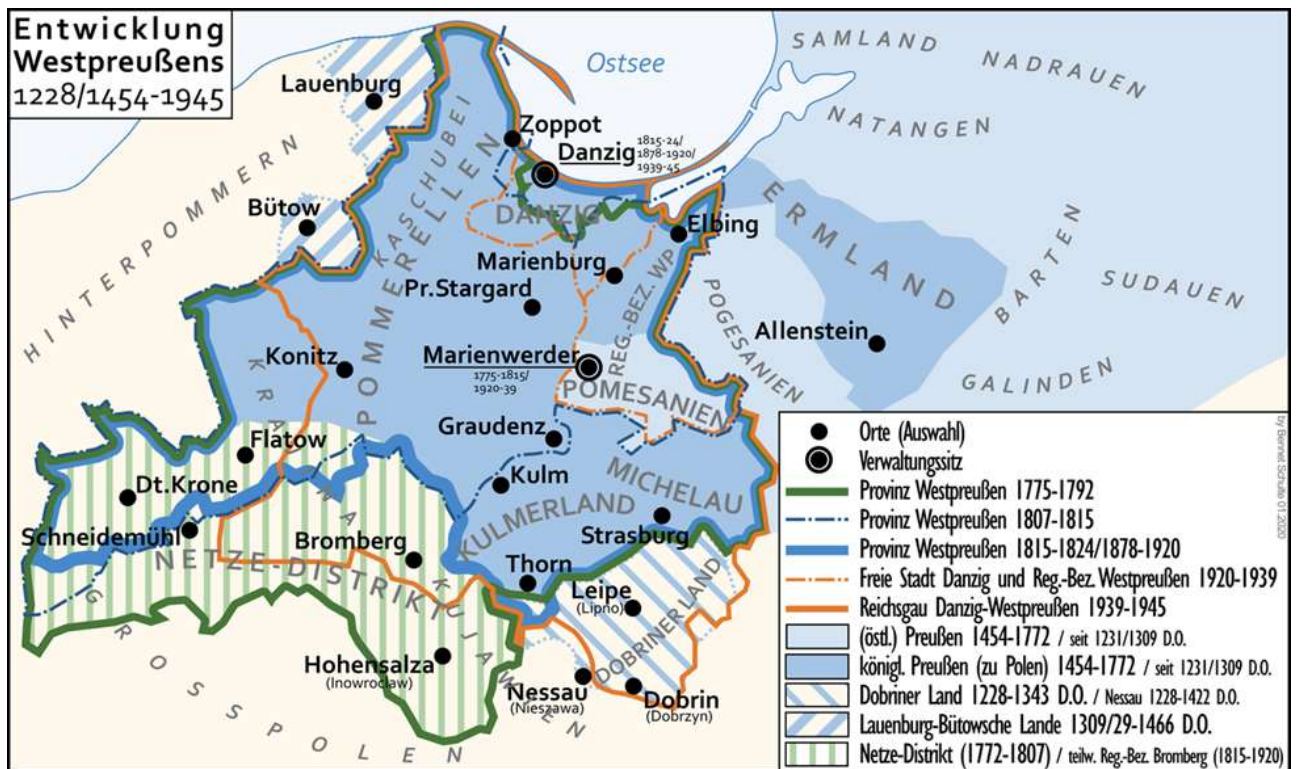 Entwicklung
Westpreußens
1228/1454-1945
Ostsee
SAMLAND
NADRAUEN
NATANGEN
Lauenburg
Zoppot
Danzig
1815-24/
1878-1920/
1939-45
KASCHUBEI
POMMERELLEN
HINTERPOMMERN
Bütow
DANZIG
Elbing
ERMLAND
BARTEN
SUDAUEN
Marienburg
REG.-BEZ. WP
Pr.Stargard
POGESANIEN
Allenstein
Konitz
Marienwerder
1775-1815/
1920-39
POMESANIEN
GALINDEN
KRAJNA
Graudenz
Flatow
Kulm
MICHELAU
Dt.Krone
KULMERLAND
Strasburg
Schneidemühl
Bromberg
NETZE-DISTRIKT
Thorn
Leipe
(Lipno)
DOBRINER LAND
KUJAWIEN
GROSSPOLEN
Hohensalza
(Inowrocław)
Nessau
(Nieszawa)
Dobrin
(Dobrzyn)
Orte (Auswahl)
Verwaltungssitz
Provinz Westpreußen 1775-1792
Provinz Westpreußen 1807-1815
Provinz Westpreußen 1815-1824/1878-1920
Freie Stadt Danzig und Reg.-Bez. Westpreußen 1920-1939
Reichsgau Danzig-Westpreußen 1939-1945
(östl.) Preußen 1454-1772 / seit 1231/1309 D.O.
königl. Preußen (zu Polen) 1454-1772 / seit 1231/1309 D.O.
Dobriner Land 1228-1343 D.O. / Nessau 1228-1422 D.O.
Lauenburg-Bütowsche Lande 1309/29-1466 D.O.
Netze-Distrikt (1772-1807) / teilw. Reg.-Bez. Bromberg (1815-1920)
by Bennet Schulte 01.2020